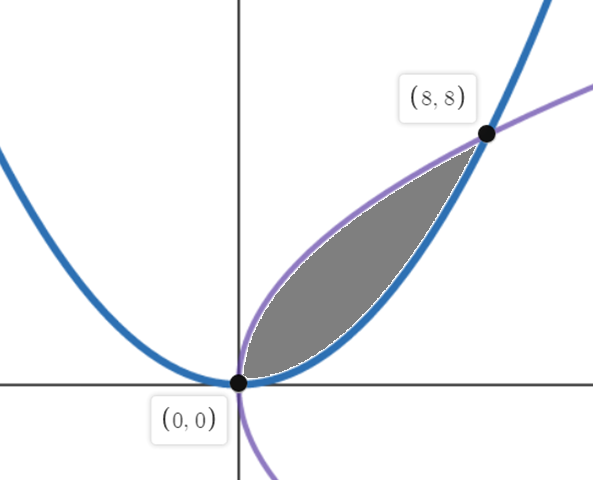 (8, 8)
(0, 0)